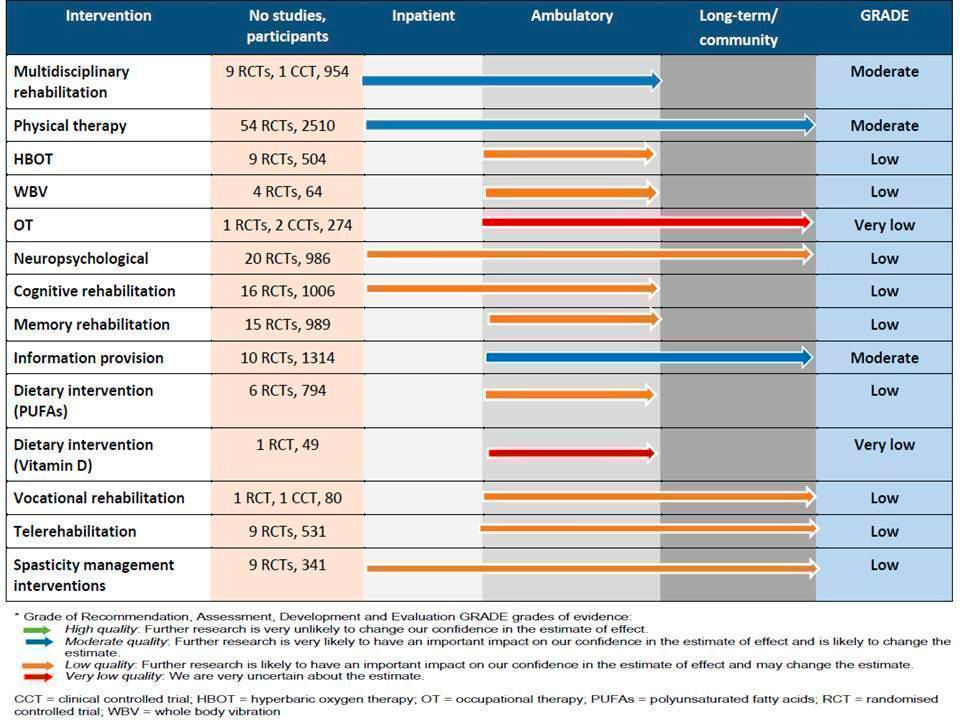 Intervention No studies, participants Inpatient Ambulatory Long-term/ community GRADE
Multidisciplinary rehabilitation 9 RCTs, 1 CCT, 954 Moderate
Physical therapy 54 RCTs, 2510 Moderate
HBOT 9 RCTs, 504 Low
WBV 4 RCTs, 64 Low
OT 1 RCTs, 2 CCTs, 274 Very low
Neuropsychological 20 RCTs, 986 Low
Cognitive rehabilitation 16 RCTs, 1006 Low
Memory rehabilitation 15 RCTs, 989 Low
Information provision 10 RCTs, 1314 Moderate
Dietary intervention (PUFAs) 6 RCTs, 794 Low
Dietary intervention (Vitamin D) 1 RCT, 49 Very low
Vocational rehabilitation 1 RCT, 1 CCT, 80 Low
Telerehabilitation 9 RCTs, 531 Low
Spasticity management interventions 9 RCTs, 341 Low
* Grade of Recommendation, Assessment, Development and Evaluation GRADE grades of evidence:
High quality: Further research is very unlikely to change our confidence in the estimate of effect.
Moderate quality: Further research is very likely to have an important impact on our confidence in the estimate of effect and is likely to change the
estimate.
Low quality: Further research is likely to have an important impact on our confidence in the estimate of effect and may change the estimate.
Very low quality: We are very uncertain about the estimate.
CCT = clinical controlled trial; HBOT = hyperbaric oxygen therapy; OT = occupational therapy; PUFAs = polyunsaturated fatty acids; RCT = randomised
controlled trial; WBV = whole body vibration